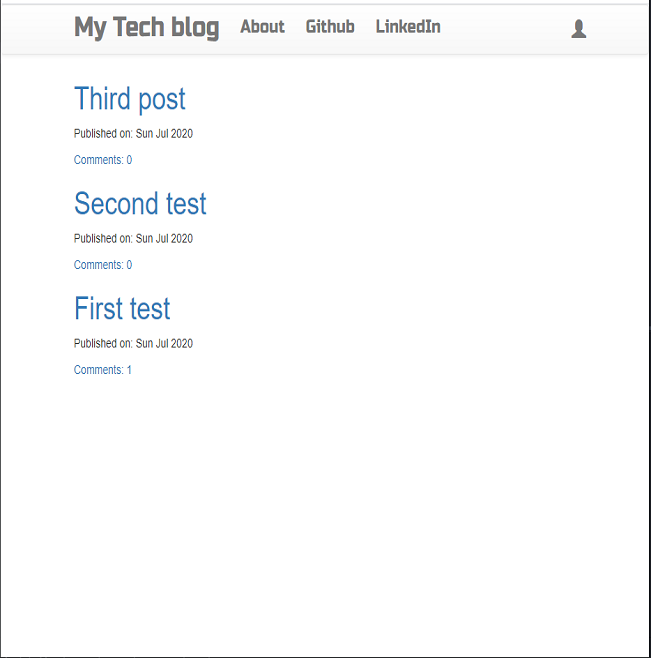 My Tech blog About Github LinkedIn
Third post
Published on: Sun Jul 2020
Comments: 0
Second test
Published on: Sun Jul 2020
Comments: 0
First test
Published on: Sun Jul 2020
Comments: 1